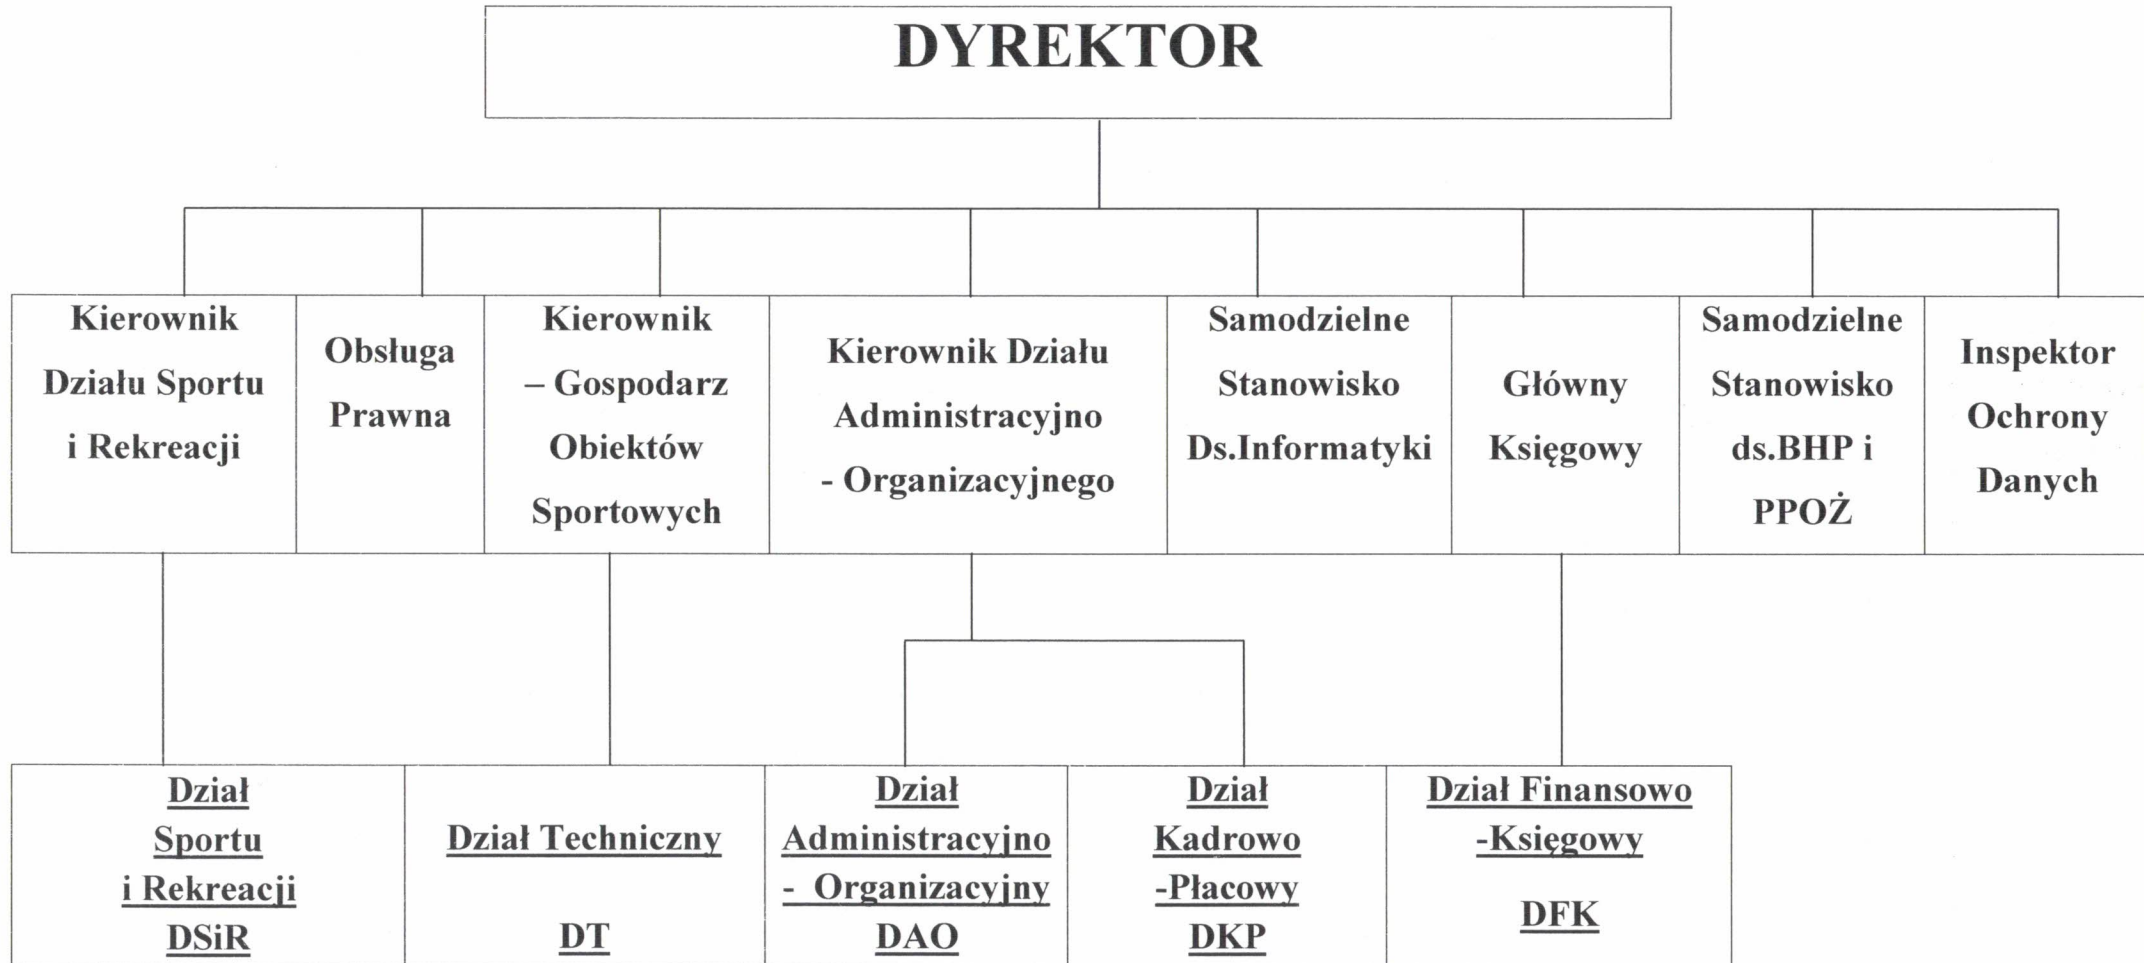 DYREKTOR
Kierownik
Działu Sportu
i Rekreacji
Obsługa
Prawna
Kierownik
– Gospodarz
Obiektów
Sportowych
Kierownik Działu
Administracyjno
- Organizacyjnego
Samodzielne
Stanowisko
Ds.Informatyki
Główny
Księgowy
Samodzielne
Stanowisko
ds.BHP i
PPOŻ
Inspektor
Ochrony
Danych
Dział
Sportu
i Rekreacji
DSiR
Dział Techniczny
DT
Dział
Administracyjno
- Organizacyjny
DAO
Dział
Kadrowo
-Płacowy
DKP
Dział Finansowo
-Księgowy
DFK